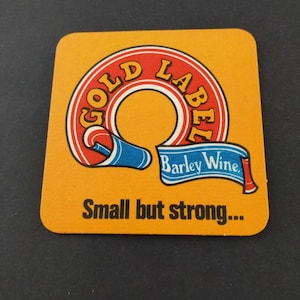 GOLD LABEL
Barley Wine.
Small but strong...